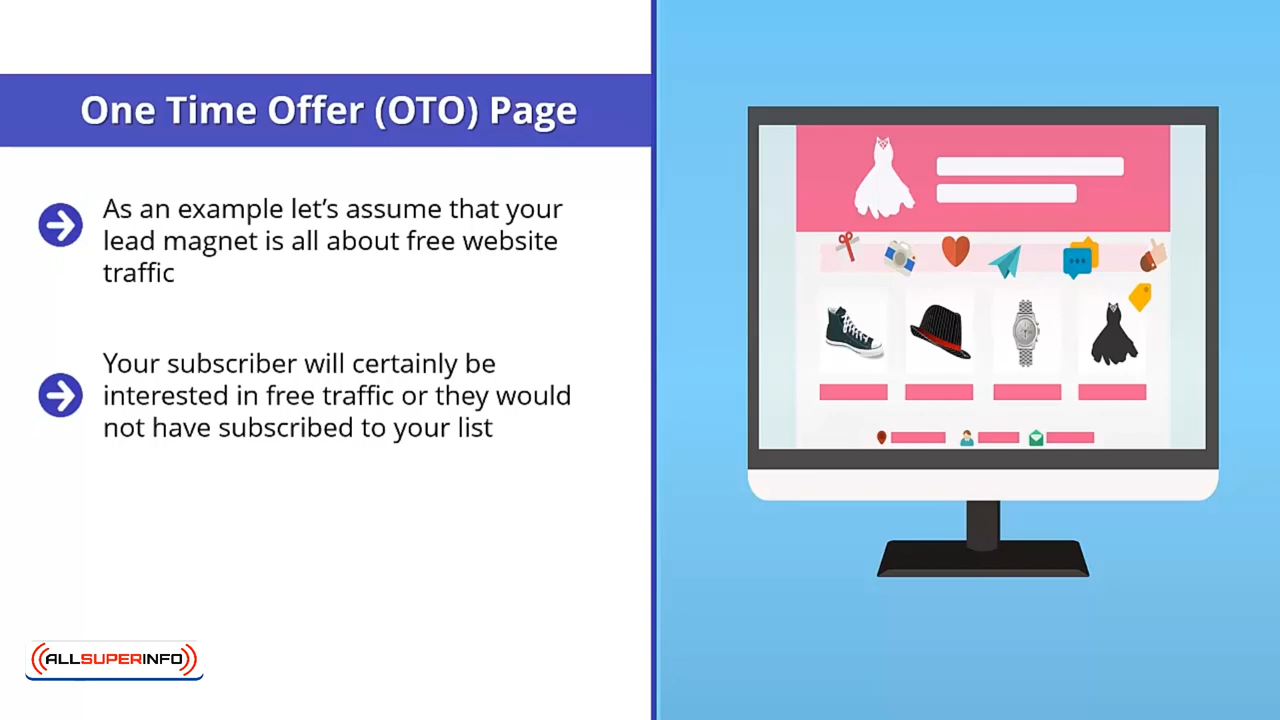 One Time Offer (OTO) Page
As an example let's assume that your
lead magnet is all about free website
traffic
Your subscriber will certainly be
interested in free traffic or they would
not have subscribed to your list
ALLSUPERINFO